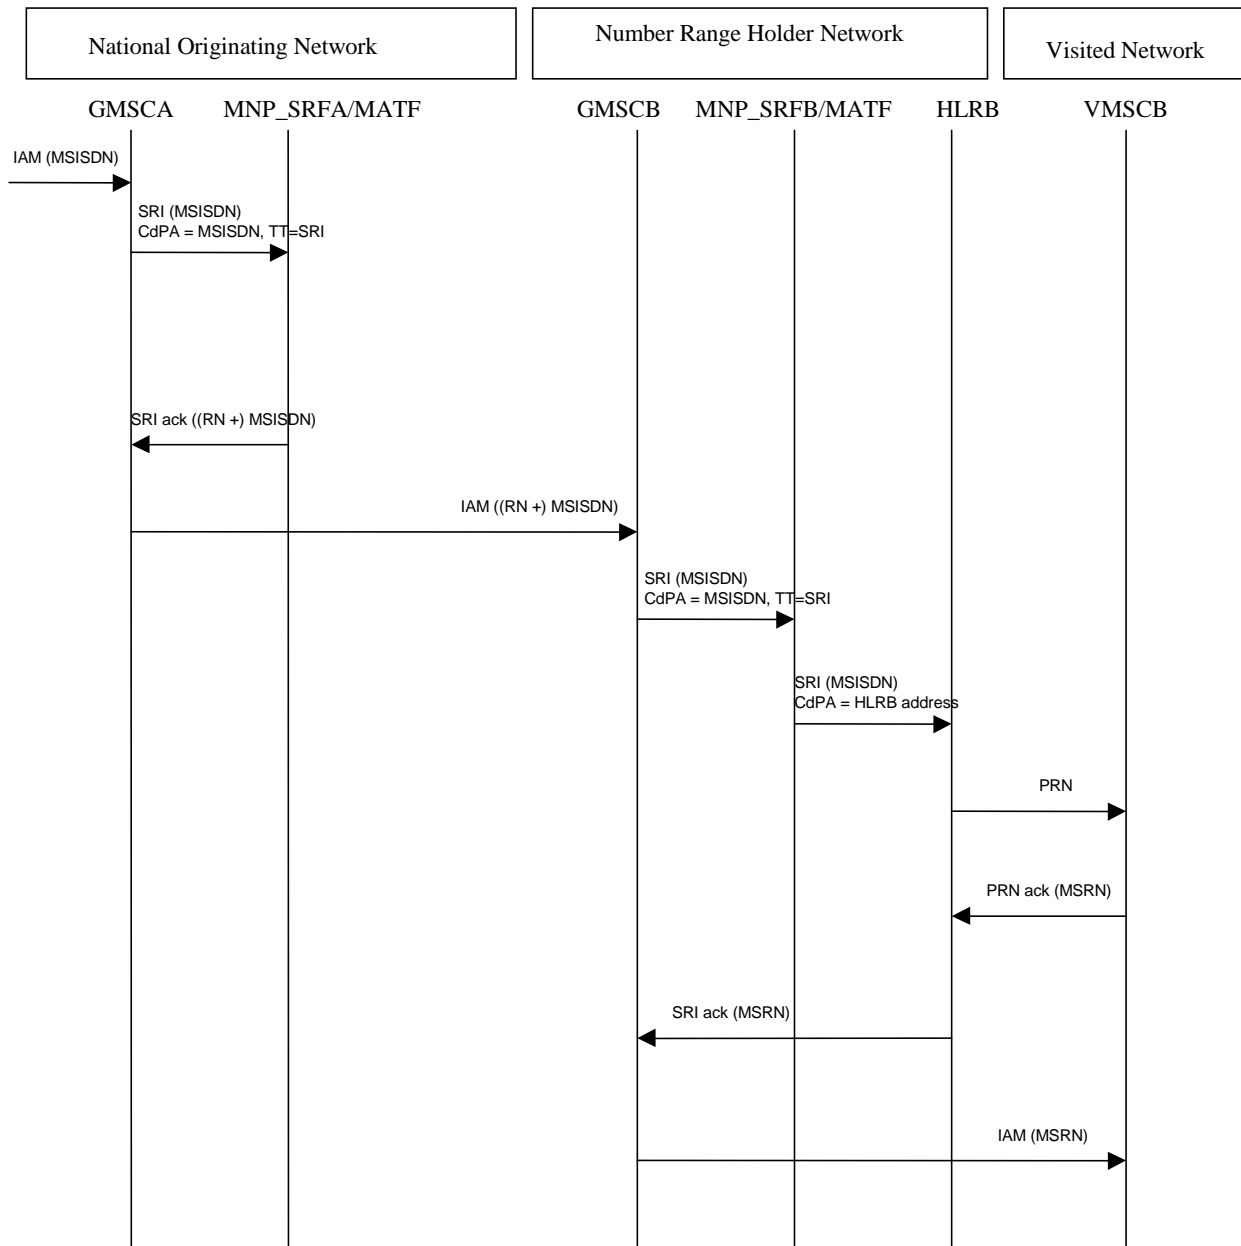 National Originating Network
Number Range Holder Network
Visited Network
GMSCA
MNP_SRFA/MATF
GMSCB
MNP_SRFB/MATF
HLRB
VMSCB
IAM (MSISDN)
SRI (MSISDN)
CdPA = MSISDN, TT=SRI
SRI ack ((RN +) MSISDN)
IAM ((RN +) MSISDN)
SRI (MSISDN)
CdPA = MSISDN, TT=SRI
SRI (MSISDN)
CdPA = HLRB address
PRN
PRN ack (MSRN)
SRI ack (MSRN)
IAM (MSRN)